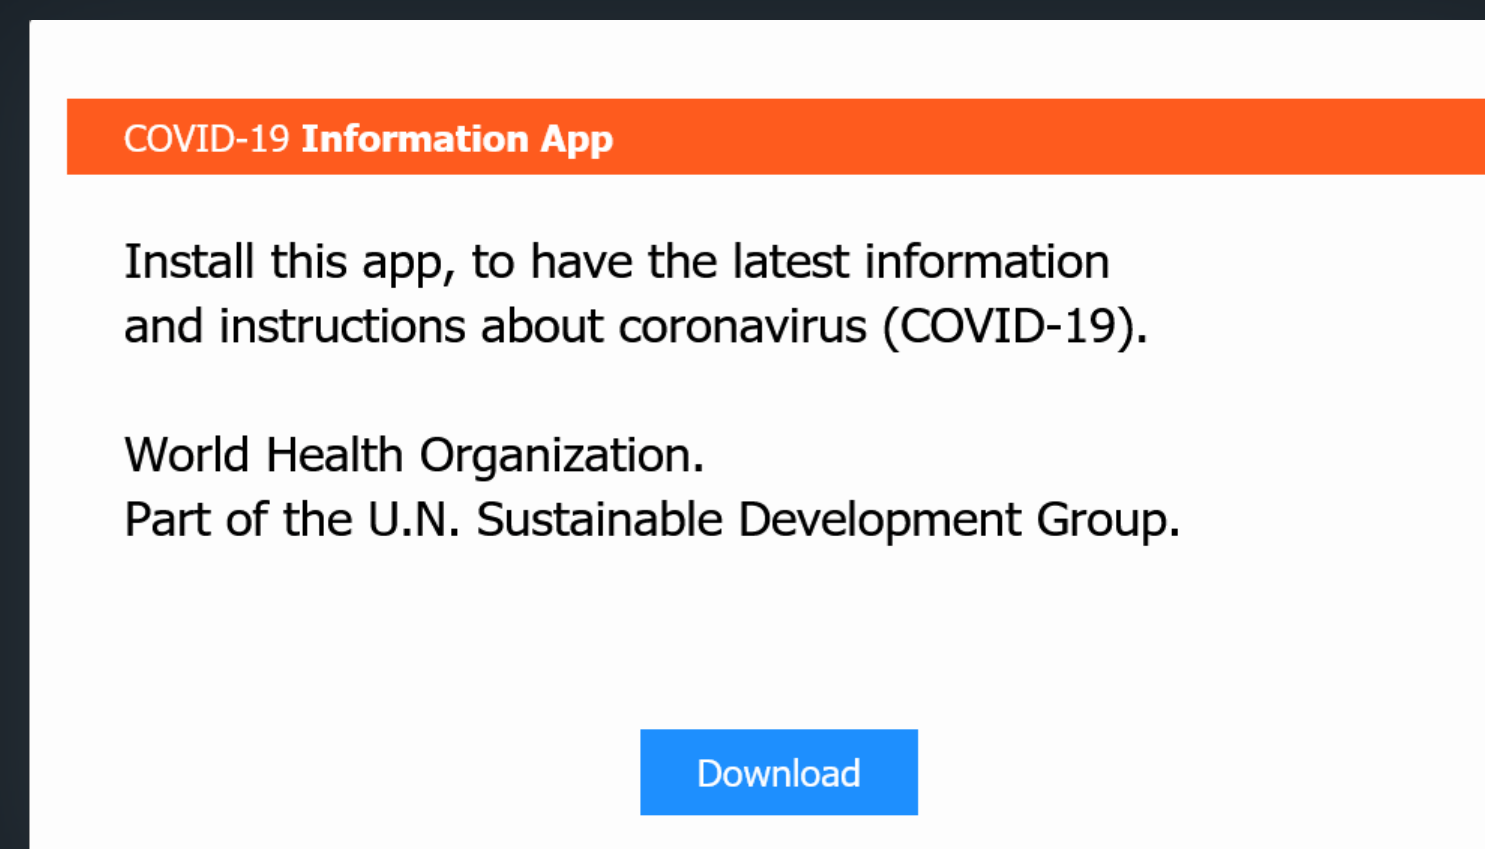 COVID-19 Information App
Install this app, to have the latest information
and instructions about coronavirus (COVID-19).
World Health Organization.
Part of the U.N. Sustainable Development Group.
Download